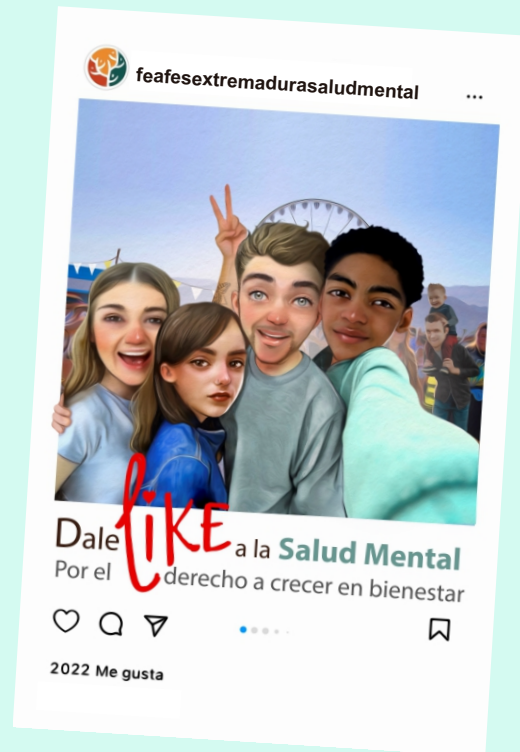 feafesextremadurasaludmental
Dale LIKE a la Salud Mental
Por el derecho a crecer en bienestar
2022 Me gusta